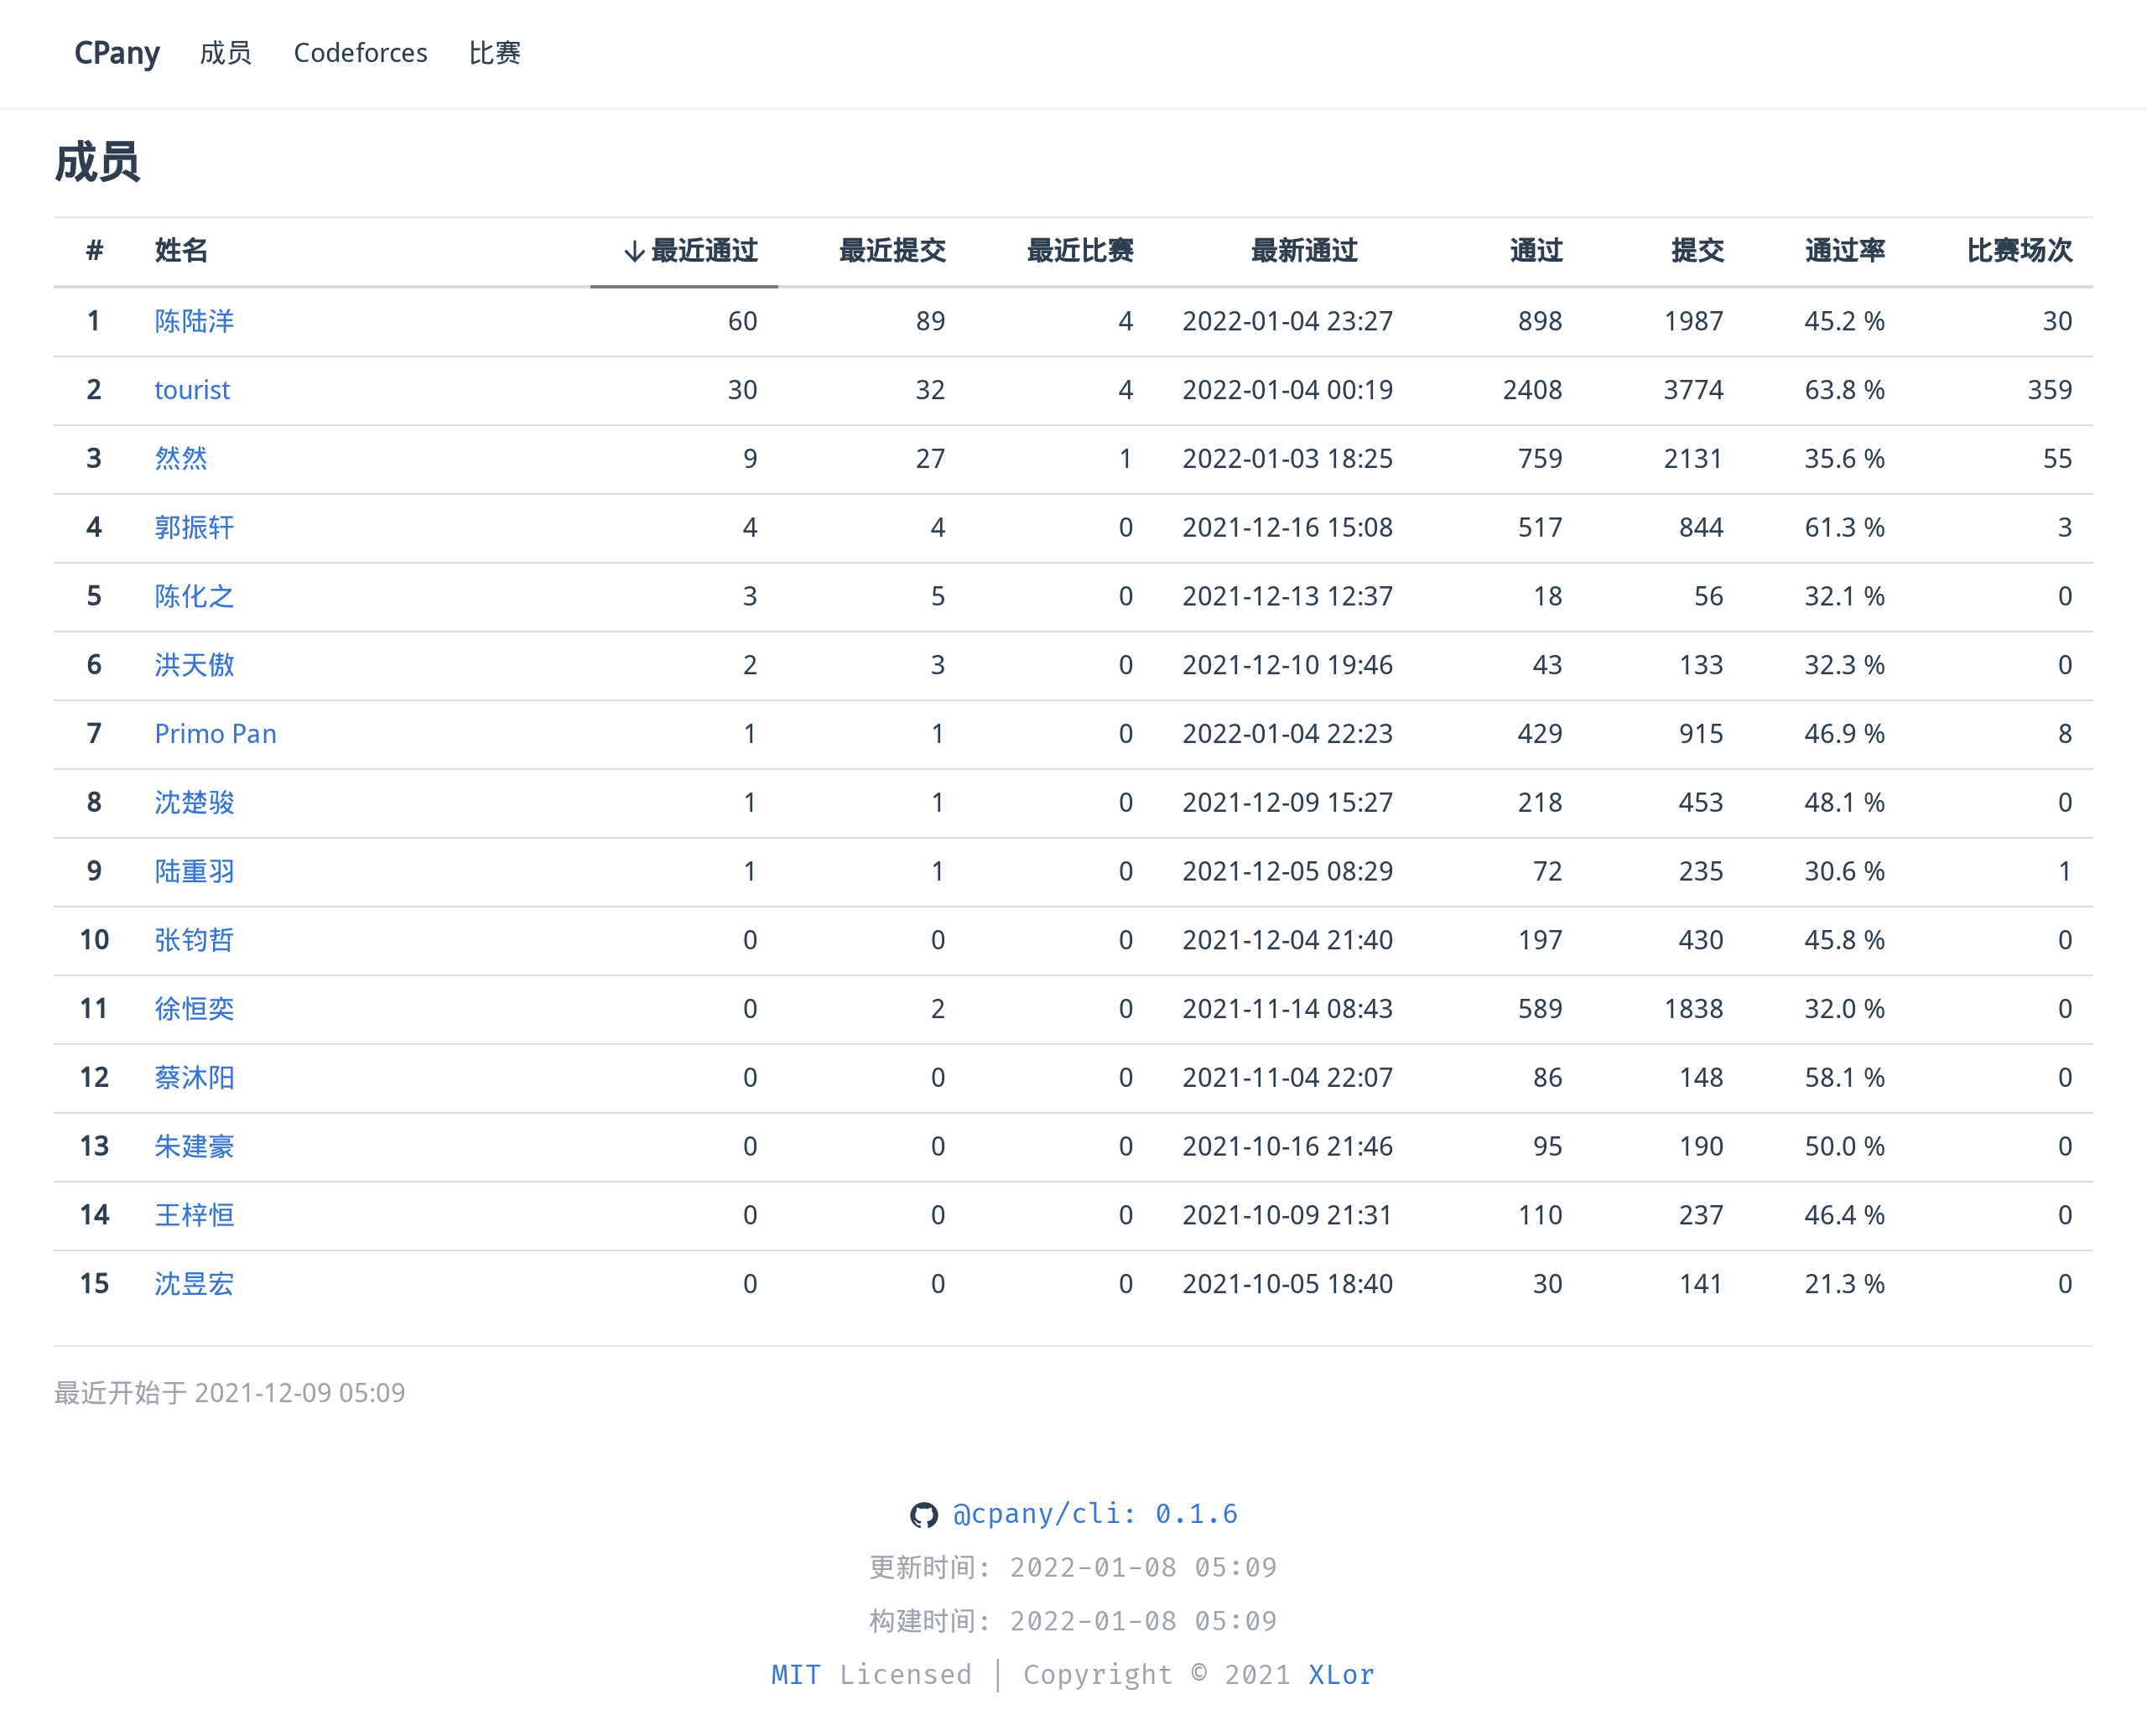 CPany 成员 Codeforces 比赛
成员
# 姓名 ↓最近通过 最近提交 最近比赛 最新通过 通过 提交 通过率 比赛场次
1 陈陆洋 60 89 4 2022-01-04 23:27 898 1987 45.2 % 30
2 tourist 30 32 4 2022-01-04 00:19 2408 3774 63.8 % 359
3 然然 9 27 1 2022-01-03 18:25 759 2131 35.6 % 55
4 郭振轩 4 4 0 2021-12-16 15:08 517 844 61.3 % 3
5 陈化之 3 5 0 2021-12-13 12:37 18 56 32.1 % 0
6 洪天傲 2 3 0 2021-12-10 19:46 43 133 32.3 % 0
7 Primo Pan 1 1 0 2022-01-04 22:23 429 915 46.9 % 8
8 沈楚骏 1 1 0 2021-12-09 15:27 218 453 48.1 % 0
9 陆重羽 1 1 0 2021-12-05 08:29 72 235 30.6 % 1
10 张钧哲 0 0 0 2021-12-04 21:40 197 430 45.8 % 0
11 徐恒奕 0 2 0 2021-11-14 08:43 589 1838 32.0 % 0
12 蔡沐阳 0 0 0 2021-11-04 22:07 86 148 58.1 % 0
13 朱建豪 0 0 0 2021-10-16 21:46 95 190 50.0 % 0
14 王梓恒 0 0 0 2021-10-09 21:31 110 237 46.4 % 0
15 沈昱宏 0 0 0 2021-10-05 18:40 30 141 21.3 % 0
最近开始于 2021-12-09 05:09
@cpany/cli: 0.1.6
更新时间: 2022-01-08 05:09
构建时间: 2022-01-08 05:09
MIT Licensed | Copyright © 2021 XLor